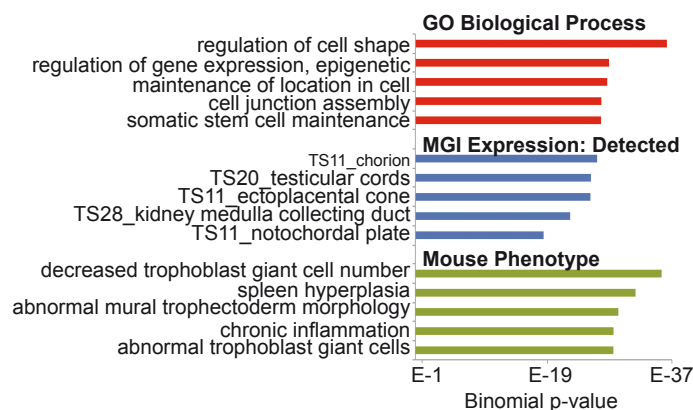 GO Biological Process
regulation of cell shape
regulation of gene expression, epigenetic
maintenance of location in cell
cell junction assembly
somatic stem cell maintenance
MGI Expression: Detected
TS11_chorion
TS20_testicular cords
TS11_ectoplacental cone
TS28_kidney medulla collecting duct
TS11_notochordal plate
Mouse Phenotype
decreased trophoblast giant cell number
spleen hyperplasia
abnormal mural trophectoderm morphology
chronic inflammation
abnormal trophoblast giant cells
E-1 E-19 E-37
Binomial p-value